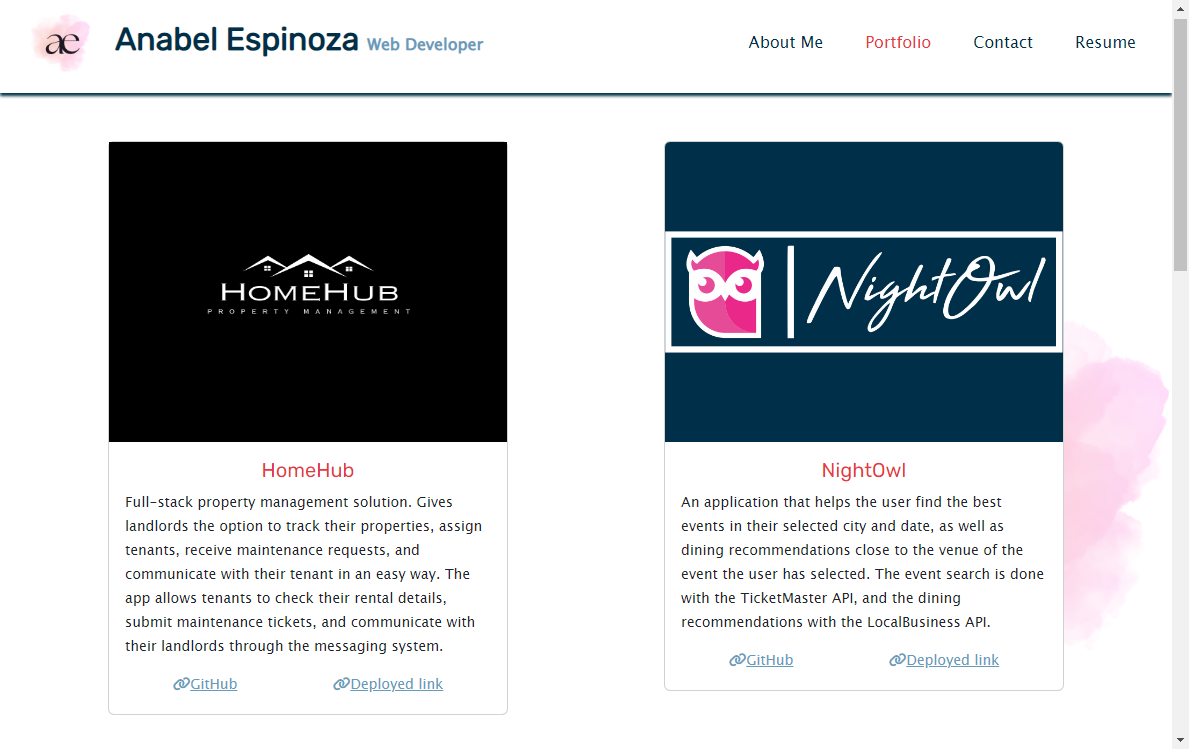 ae
Anabel Espinoza Web Developer
About Me Portfolio Contact Resume
HOMEHUB
PROPERTY MANAGEMENT
HomeHub
Full-stack property management solution. Gives
landlords the option to track their properties, assign
tenants, receive maintenance requests, and
communicate with their tenant in an easy way. The
app allows tenants to check their rental details,
submit maintenance tickets, and communicate with
their landlords through the messaging system.
GitHub Deployed link
NightOwl
NightOwl
An application that helps the user find the best
events in their selected city and date, as well as
dining recommendations close to the venue of the
event the user has selected. The event search is done
with the TicketMaster API, and the dining
recommendations with the LocalBusiness API.
GitHub Deployed link